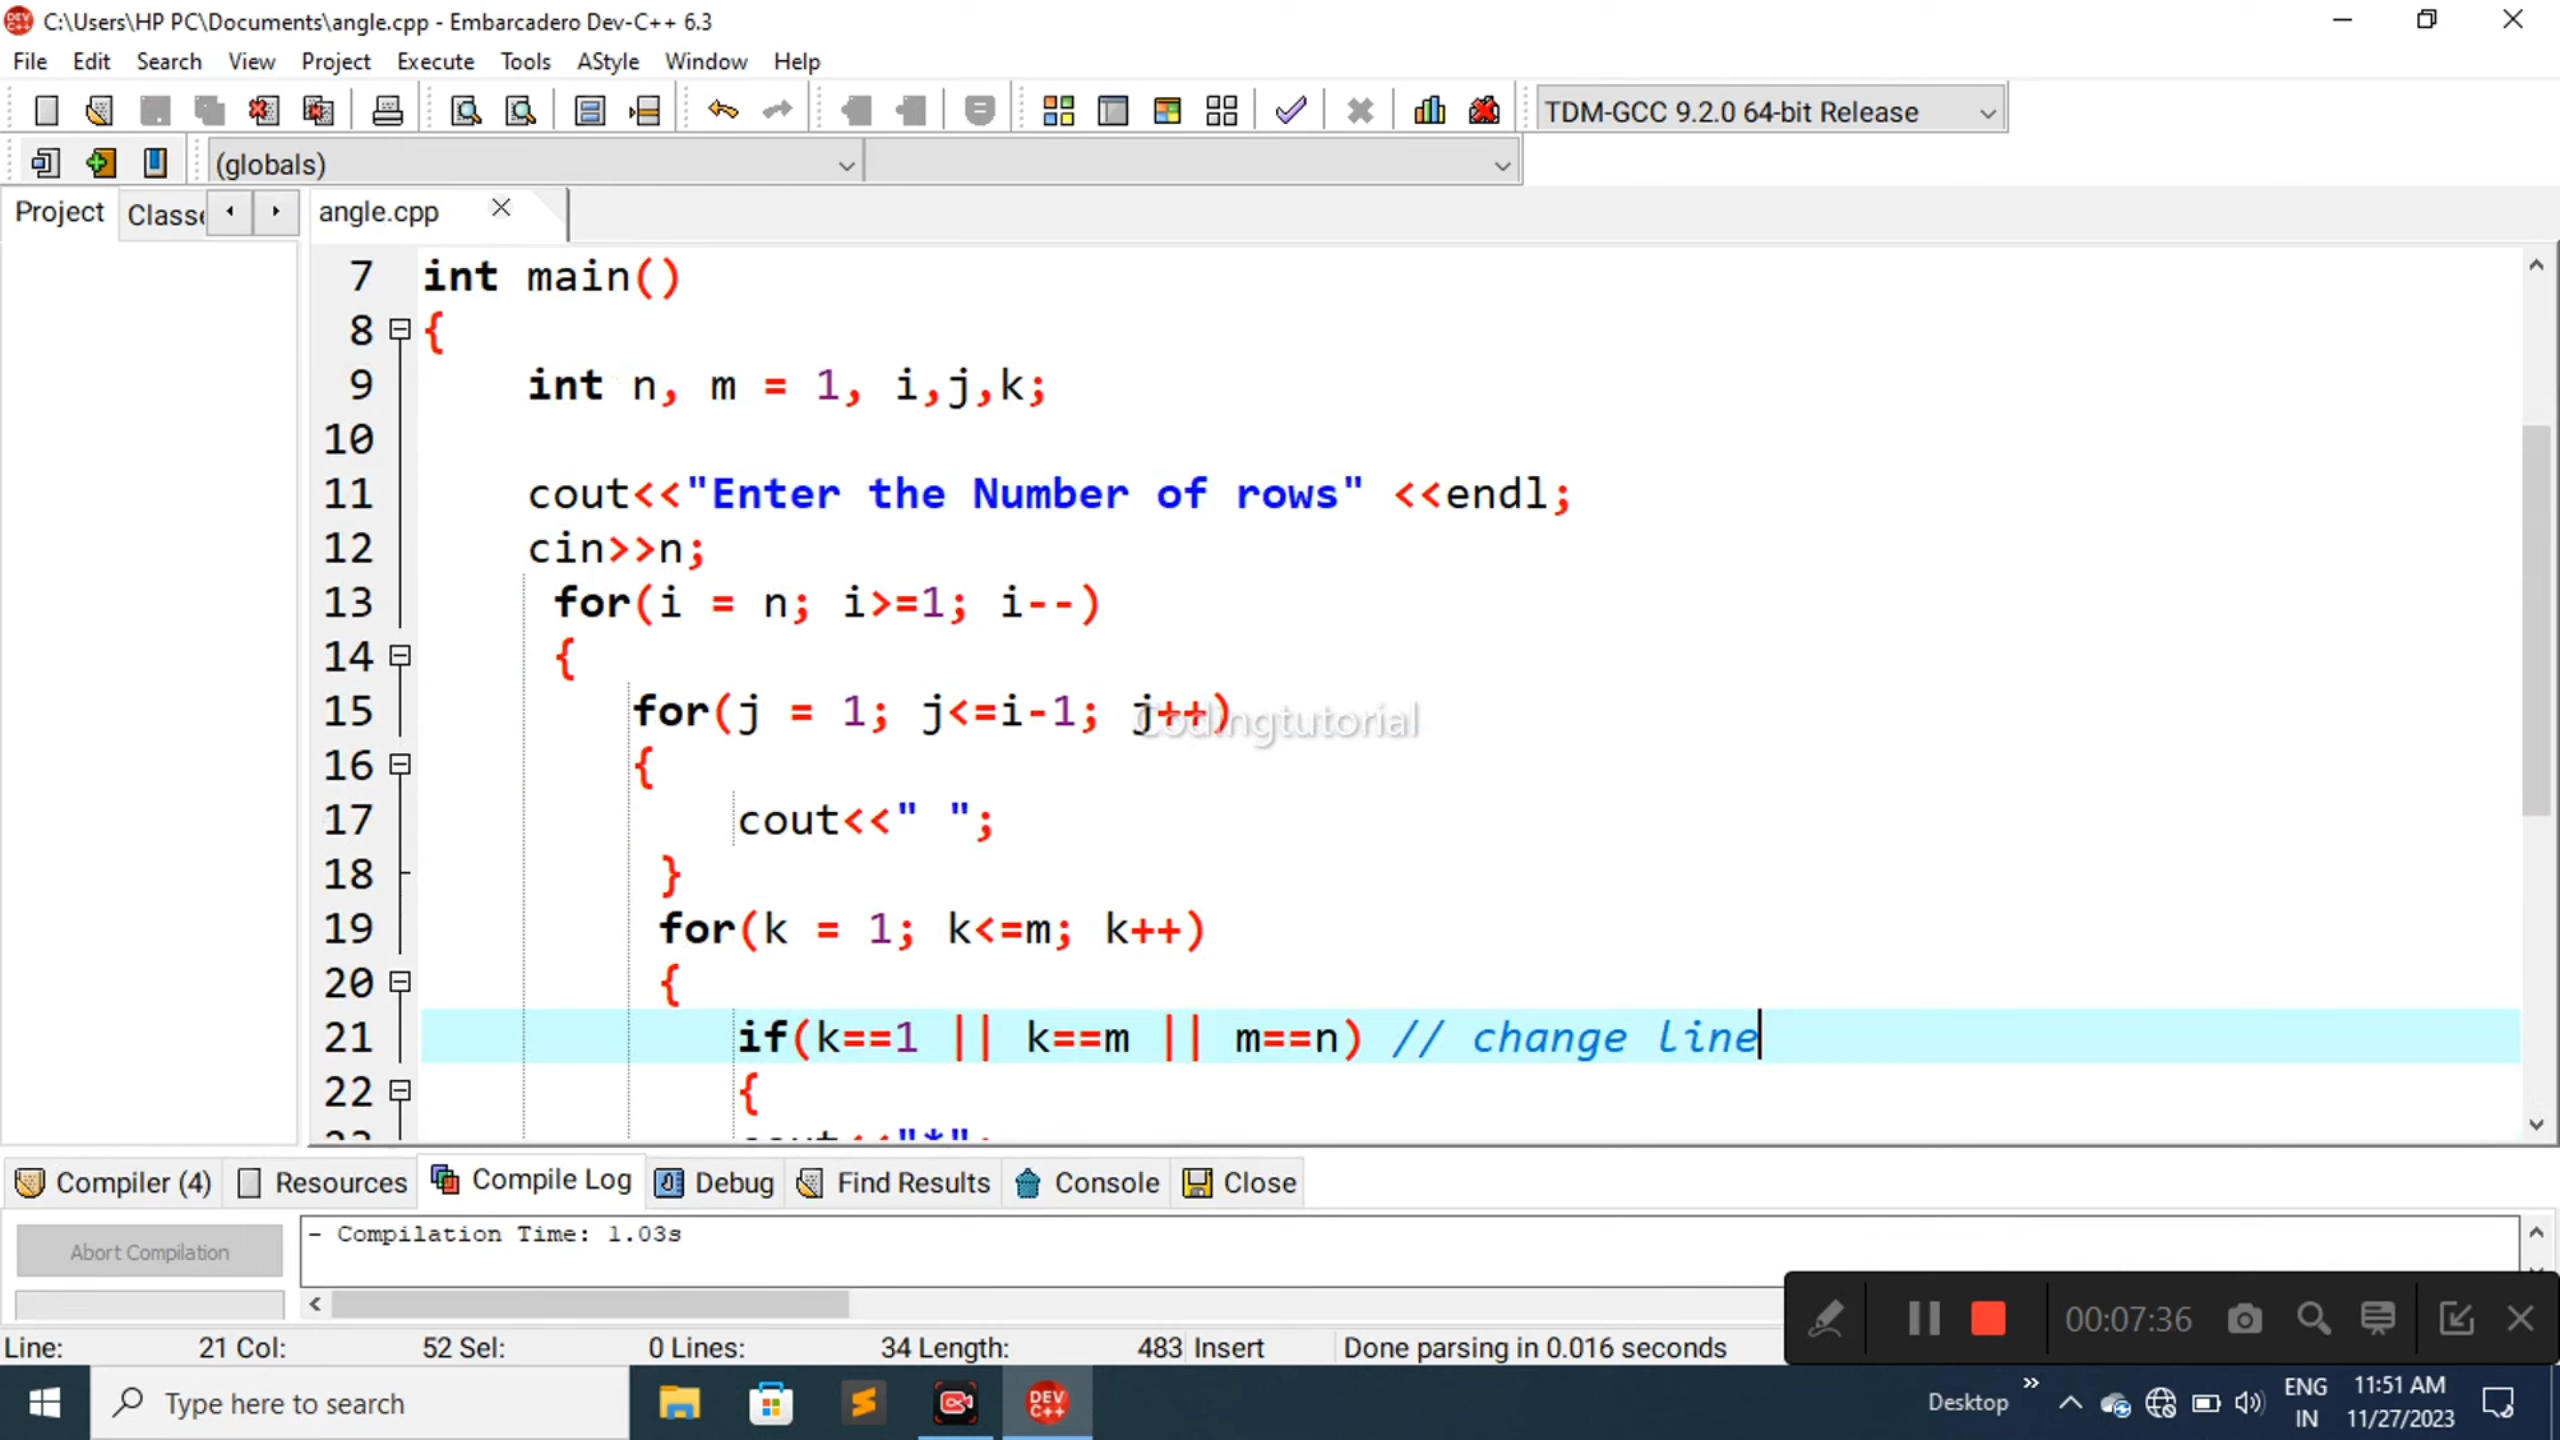 C:\Users\HP PC\Documents\angle.cpp - Embarcadero Dev-C++ 6.3
File Edit Search View Project Execute Tools AStyle Window Help
TDM-GCC 9.2.0 64-bit Release
(globals)
Project Classe angle.cpp
7 int main()
8 {
9 int n, m = 1, i,j,k;
10
11 cout<<"Enter the Number of rows" <<endl;
12 cin>>n;
13 for(i = n; i>=1; i--)
14 {
15 for(j = 1; j<=i-1; j++)
Codingtutorial
16 {
17 cout<<" ";
18 }
19 for(k = 1; k<=m; k++)
20 {
21 if(k==1 || k==m || m==n) // change line
22 {
23 cout<<"*";
Compiler (4) Resources Compile Log Debug Find Results Console Close
Abort Compilation
- Compilation Time: 1.03s
00:07:36
Line: 21 Col: 52 Sel: 0 Lines: 34 Length: 483 Insert Done parsing in 0.016 seconds
Type here to search
DEV C++
Desktop
ENG
IN
11:51 AM
11/27/2023